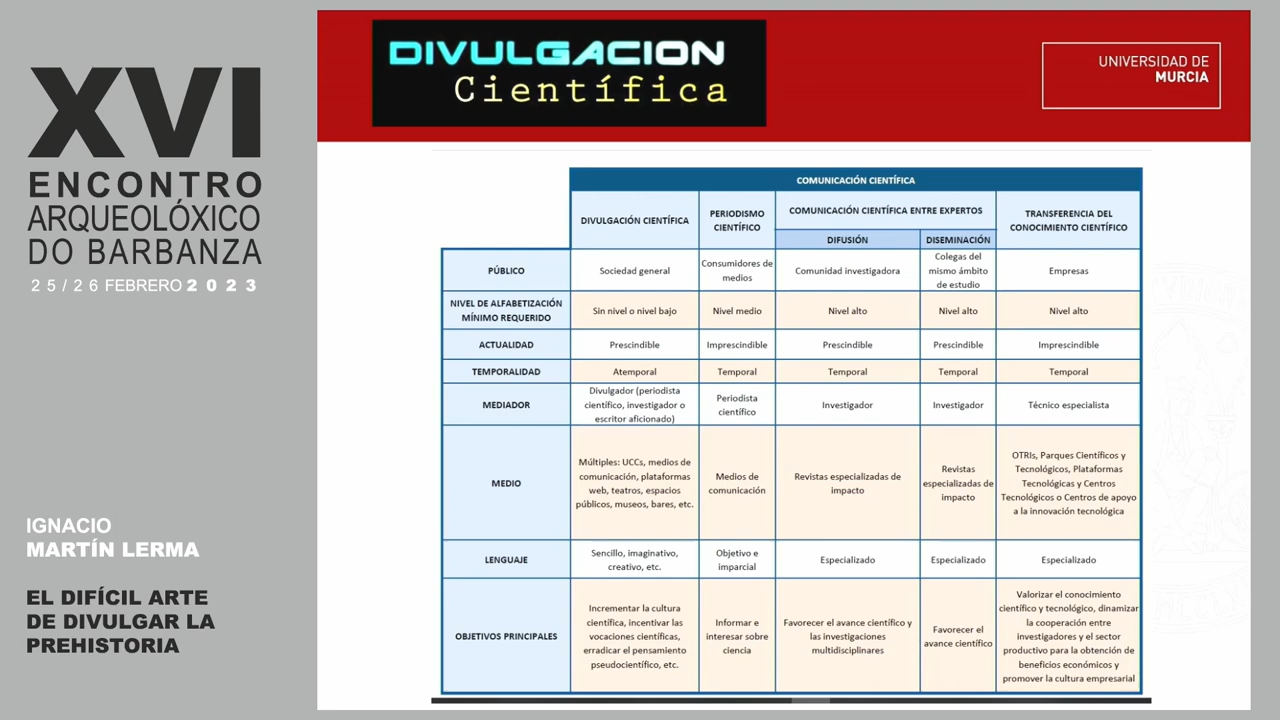 XVI
ENCONTRO
ARQUEOLÓXICO
DO BARBANZA
25/26 FEBRERO 2023
IGNACIO
MARTÍN LERMA
EL DIFÍCIL ARTE
DE DIVULGAR LA
PREHISTORIA
DIVULGACION
Científica
UNIVERSIDAD DE
MURCIA
COMUNICACIÓN CIENTÍFICA
DIVULGACIÓN CIENTÍFICA
PERIODISMO
CIENTÍFICO
COMUNICACIÓN CIENTÍFICA ENTRE EXPERTOS
DIFUSIÓN
DISEMINACIÓN
TRANSFERENCIA DEL
CONOCIMIENTO CIENTÍFICO
PÚBLICO
Sociedad general
Consumidores de
medios
Comunidad investigadora
Colegas del
mismo ámbito
de estudio
Empresas
NIVEL DE ALFABETIZACIÓN
MÍNIMO REQUERIDO
Sin nivel o nivel bajo
Nivel medio
Nivel alto
Nivel alto
Nivel alto
ACTUALIDAD
Prescindible
Imprescindible
Prescindible
Prescindible
Imprescindible
TEMPORALIDAD
Atemporal
Temporal
Temporal
Temporal
Temporal
MEDIADOR
Divulgador (periodista
científico, investigador o
escritor aficionado)
Periodista
científico
Investigador
Investigador
Técnico especialista
MEDIO
Múltiples: UCCs, medios de
comunicación, plataformas
web, teatros, espacios
públicos, museos, bares, etc.
Medios de
comunicación
Revistas especializadas de
impacto
Revistas
especializadas de
impacto
OTRIs, Parques Científicos y
Tecnológicos, Plataformas
Tecnológicas y Centros
Tecnológicos o Centros de apoyo
a la innovación tecnológica
LENGUAJE
Sencillo, imaginativo,
creativo, etc.
Objetivo e
imparcial
Especializado
Especializado
Especializado
OBJETIVOS PRINCIPALES
Incrementar la cultura
científica, incentivar las
vocaciones científicas,
erradicar el pensamiento
pseudocientífico, etc.
Informar e
interesar sobre
ciencia
Favorecer el avance científico y
las investigaciones
multidisciplinares
Favorecer el
avance científico
Valorizar el conocimiento
científico y tecnológico, dinamizar
la cooperación entre
investigadores y el sector
productivo para la obtención de
beneficios económicos y
promover la cultura empresarial